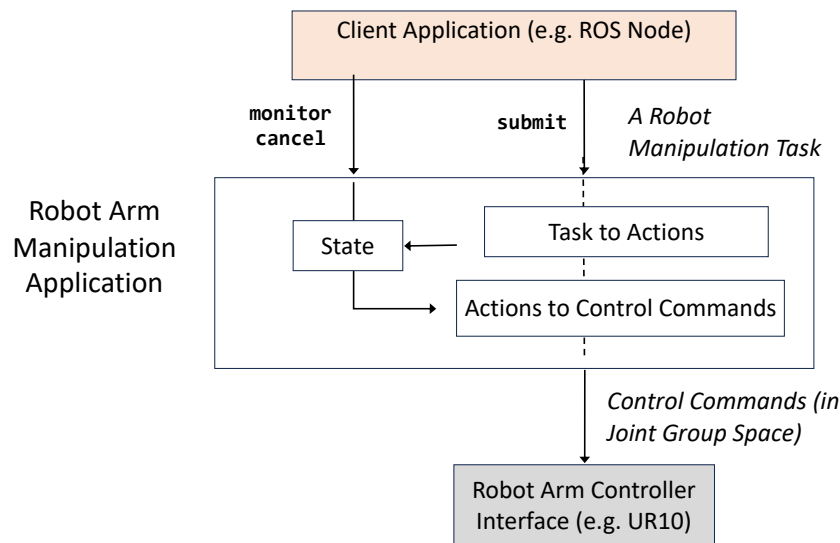 Client Application (e.g. ROS Node)
monitor
cancel
submit
A Robot
Manipulation Task
Robot Arm
Manipulation
Application
State
Task to Actions
Actions to Control Commands
Control Commands (in
Joint Group Space)
Robot Arm Controller
Interface (e.g. UR10)